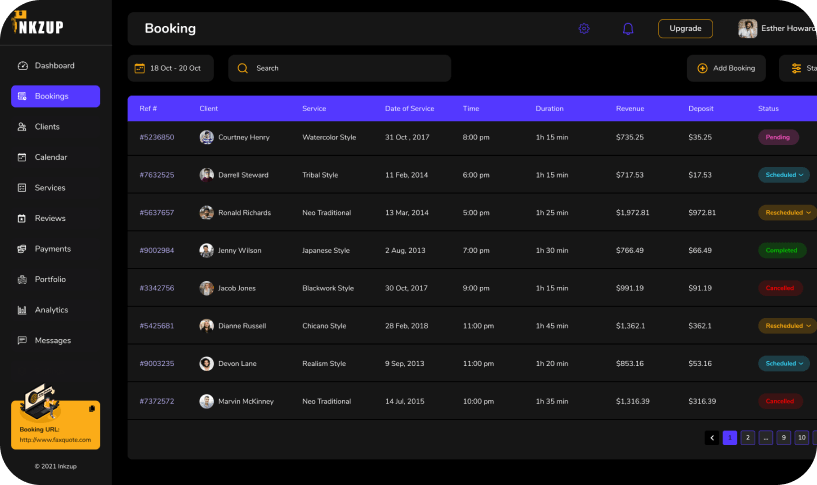 INKZUP
Booking
Upgrade
Esther Howard
Dashboard
Bookings
Clients
Calendar
Services
Reviews
Payments
Portfolio
Analytics
Messages
Booking URL:
http://www.faxquote.com
© 2021 Inkzup
18 Oct - 20 Oct
Search
Add Booking
Sta
Ref # Client Service Date of Service Time Duration Revenue Deposit Status
#5236850 Courtney Henry Watercolor Style 31 Oct , 2017 8:00 pm 1h 15 min $735.25 $35.25 Pending
#7632525 Darrell Steward Tribal Style 11 Feb, 2014 6:00 pm 1h 15 min $717.53 $17.53 Scheduled
#5637657 Ronald Richards Neo Traditional 13 Mar, 2014 5:00 pm 1h 25 min $1,972.81 $972.81 Rescheduled
#9002984 Jenny Wilson Japanese Style 2 Aug, 2013 7:00 pm 1h 30 min $766.49 $66.49 Completed
#3342756 Jacob Jones Blackwork Style 30 Oct, 2017 9:00 pm 1h 15 min $991.19 $91.19 Cancelled
#5425681 Dianne Russell Chicano Style 28 Feb, 2018 11:00 pm 1h 45 min $1,362.1 $362.1 Rescheduled
#9003235 Devon Lane Realism Style 9 Sep, 2013 11:00 pm 1h 20 min $853.16 $53.16 Scheduled
#7372572 Marvin McKinney Neo Traditional 14 Jul, 2015 10:00 pm 1h 35 min $1,316.39 $316.39 Cancelled
1 2 ... 9 10